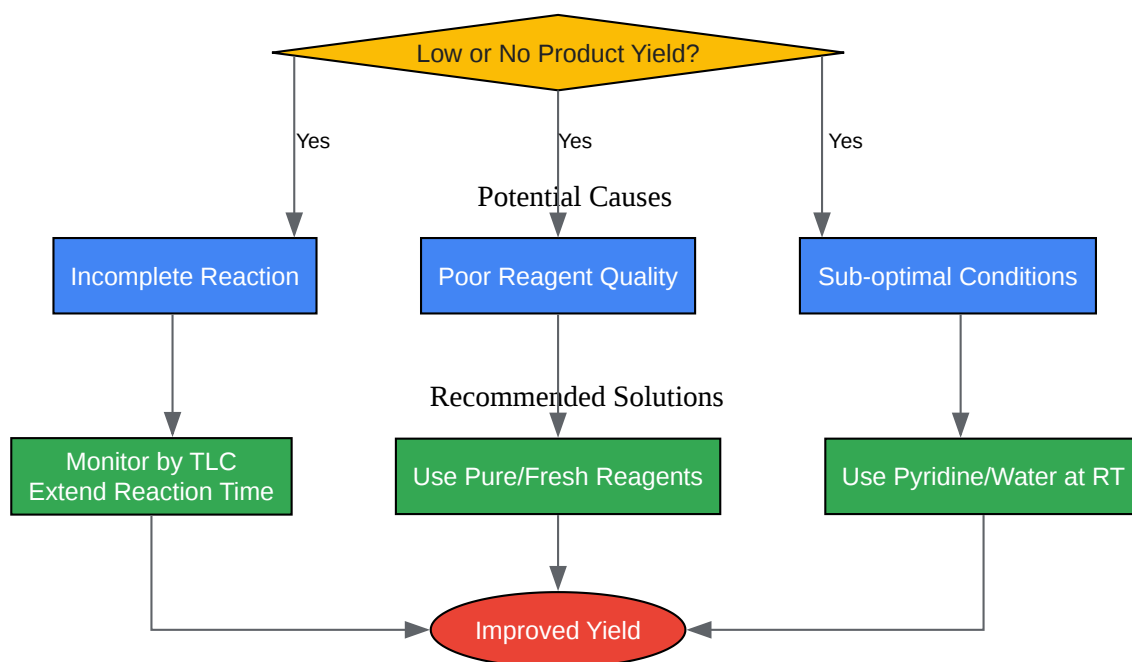 Low or No Product Yield?
Yes
Yes
Yes
Potential Causes
Incomplete Reaction
Poor Reagent Quality
Sub-optimal Conditions
Recommended Solutions
Monitor by TLC
Extend Reaction Time
Use Pure/Fresh Reagents
Use Pyridine/Water at RT
Improved Yield